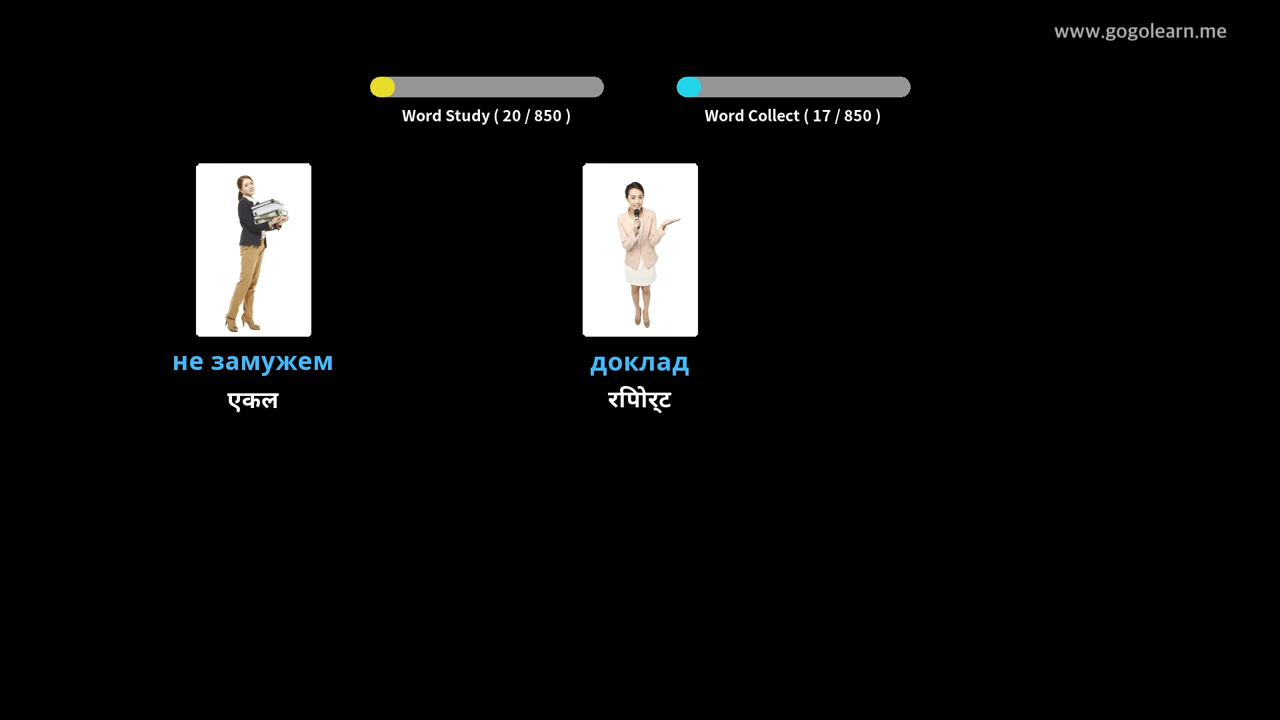 www.gogolearn.me
Word Study ( 20 / 850 )
Word Collect ( 17 / 850 )
не замужем
एकल
доклад
रिपोर्ट